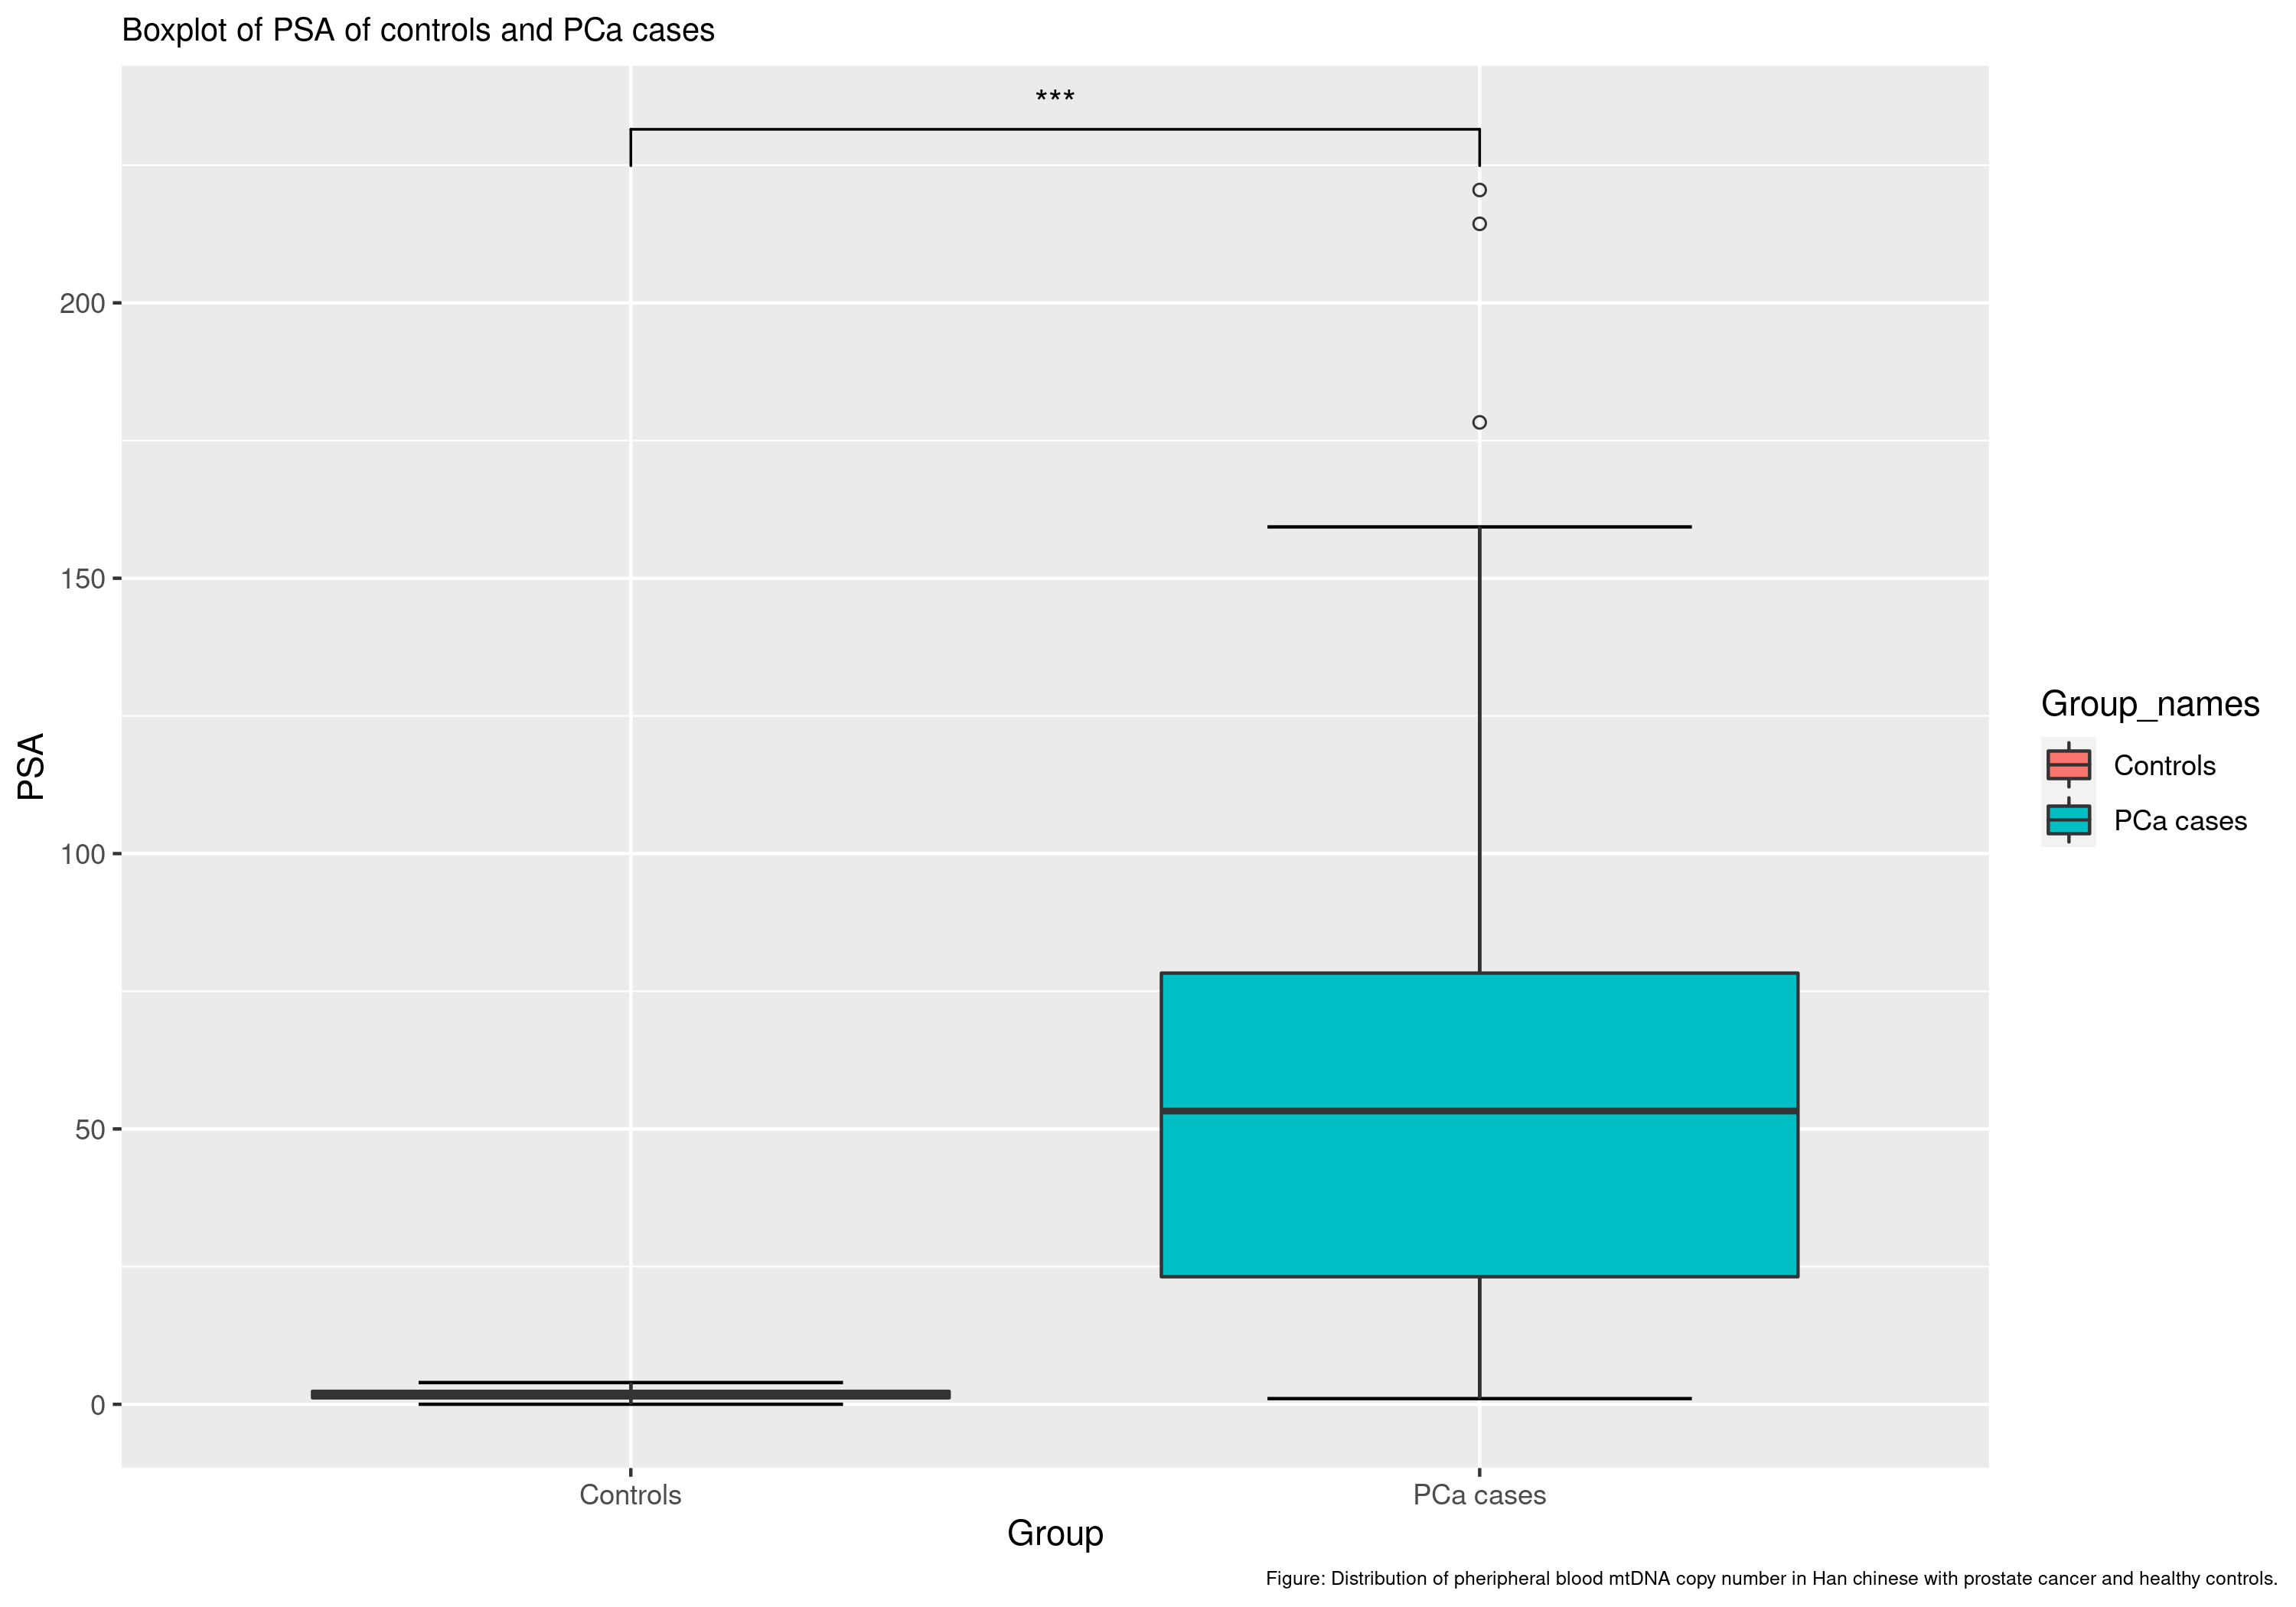 Boxplot of PSA of controls and PCa cases
***
200
150
100
50
0
PSA
Controls
PCa cases
Group
Group_names
Controls
PCa cases
Figure: Distribution of pheripheral blood mtDNA copy number in Han chinese with prostate cancer and healthy controls.